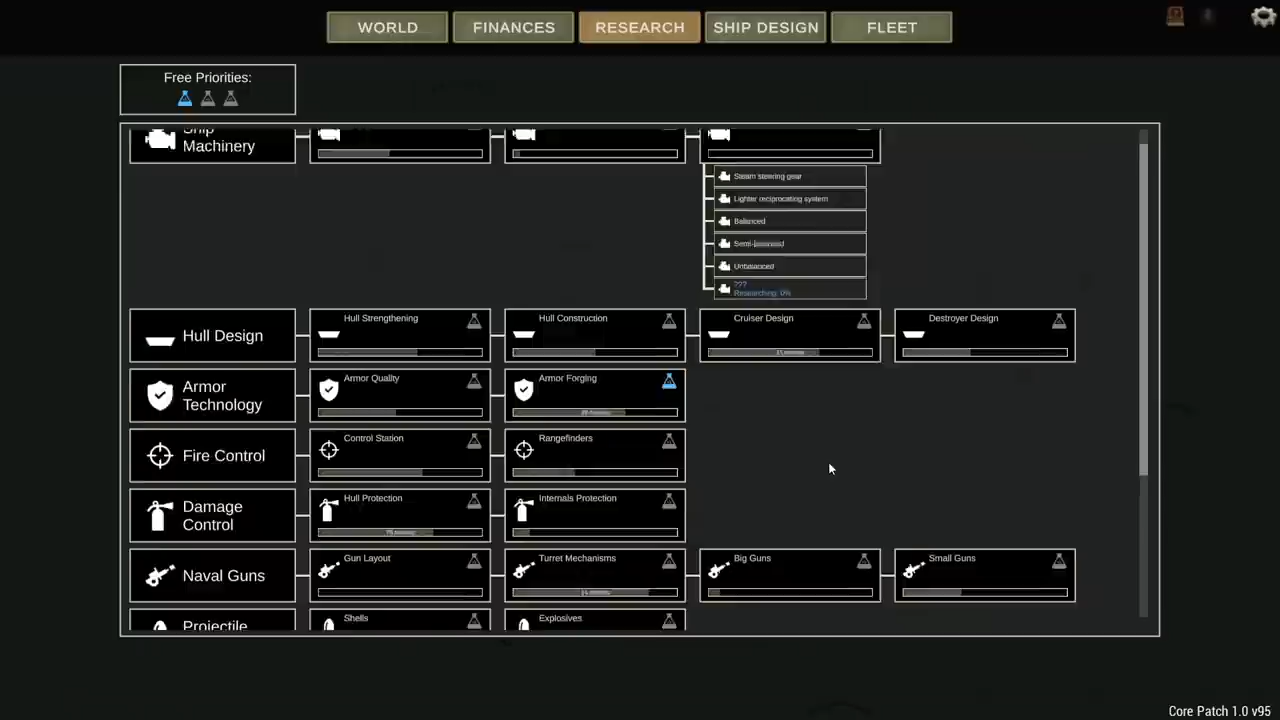 WORLD
FINANCES
RESEARCH
SHIP DESIGN
FLEET
Free Priorities:
Ship
Machinery
Steam steering gear
Lighter reciprocating system
Balanced
Unbalanced
???
Researching: 0%
Hull Design
Hull Strengthening
Hull Construction
Cruiser Design
Destroyer Design
Armor
Technology
Armor Quality
Armor Forging
Fire Control
Control Station
Rangefinders
Damage
Control
Hull Protection
Internals Protection
Naval Guns
Gun Layout
Turret Mechanisms
Big Guns
Small Guns
Projectile
Shells
Explosives
Core Patch 1.0 v95